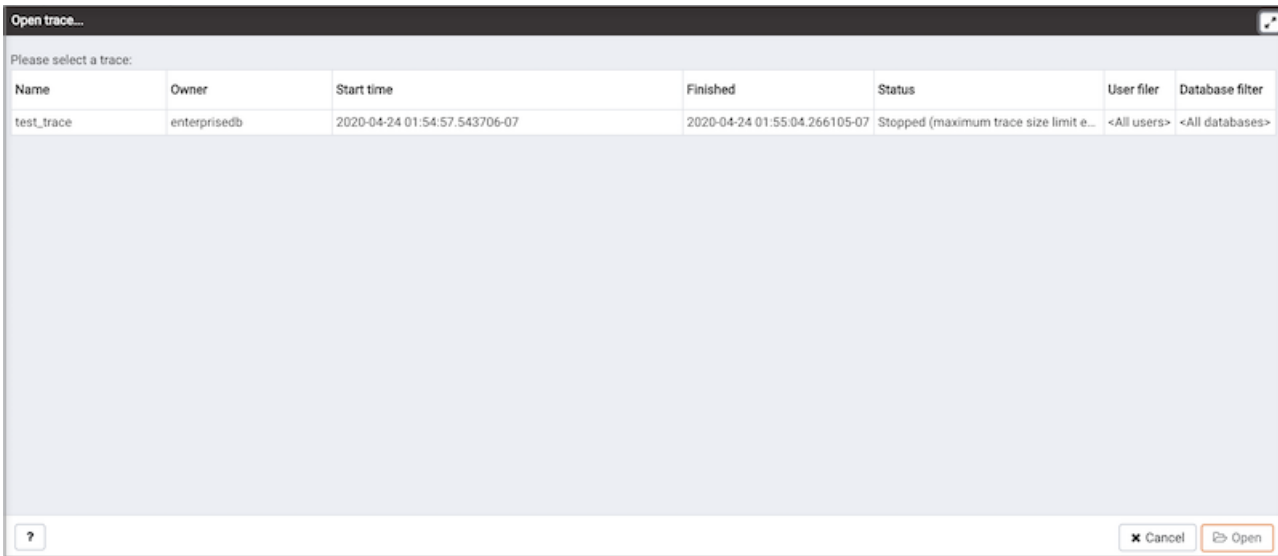 Open trace...
Please select a trace:
Name Owner Start time Finished Status User filer Database filter
test_trace enterprisedb 2020-04-24 01:54:57.543706-07 2020-04-24 01:55:04.266105-07 Stopped (maximum trace size limit e... <All users> <All databases>
? Cancel Open